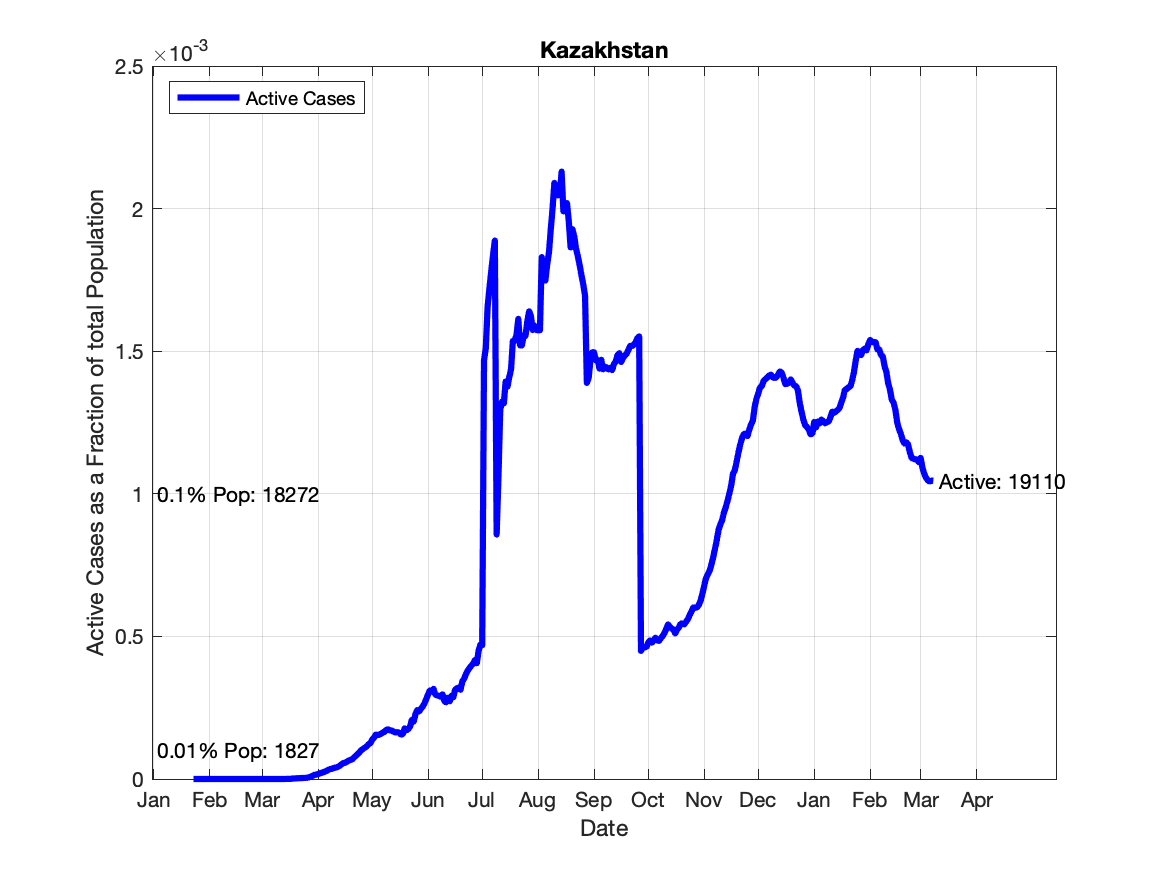 Kazakhstan
×10-3
Active Cases
2.5
2
1.5
1
0.5
0
Active Cases as a Fraction of total Population
0.1% Pop: 18272
0.01% Pop: 1827
Active: 19110
Jan Feb Mar Apr May Jun Jul Aug Sep Oct Nov Dec Jan Feb Mar Apr
Date